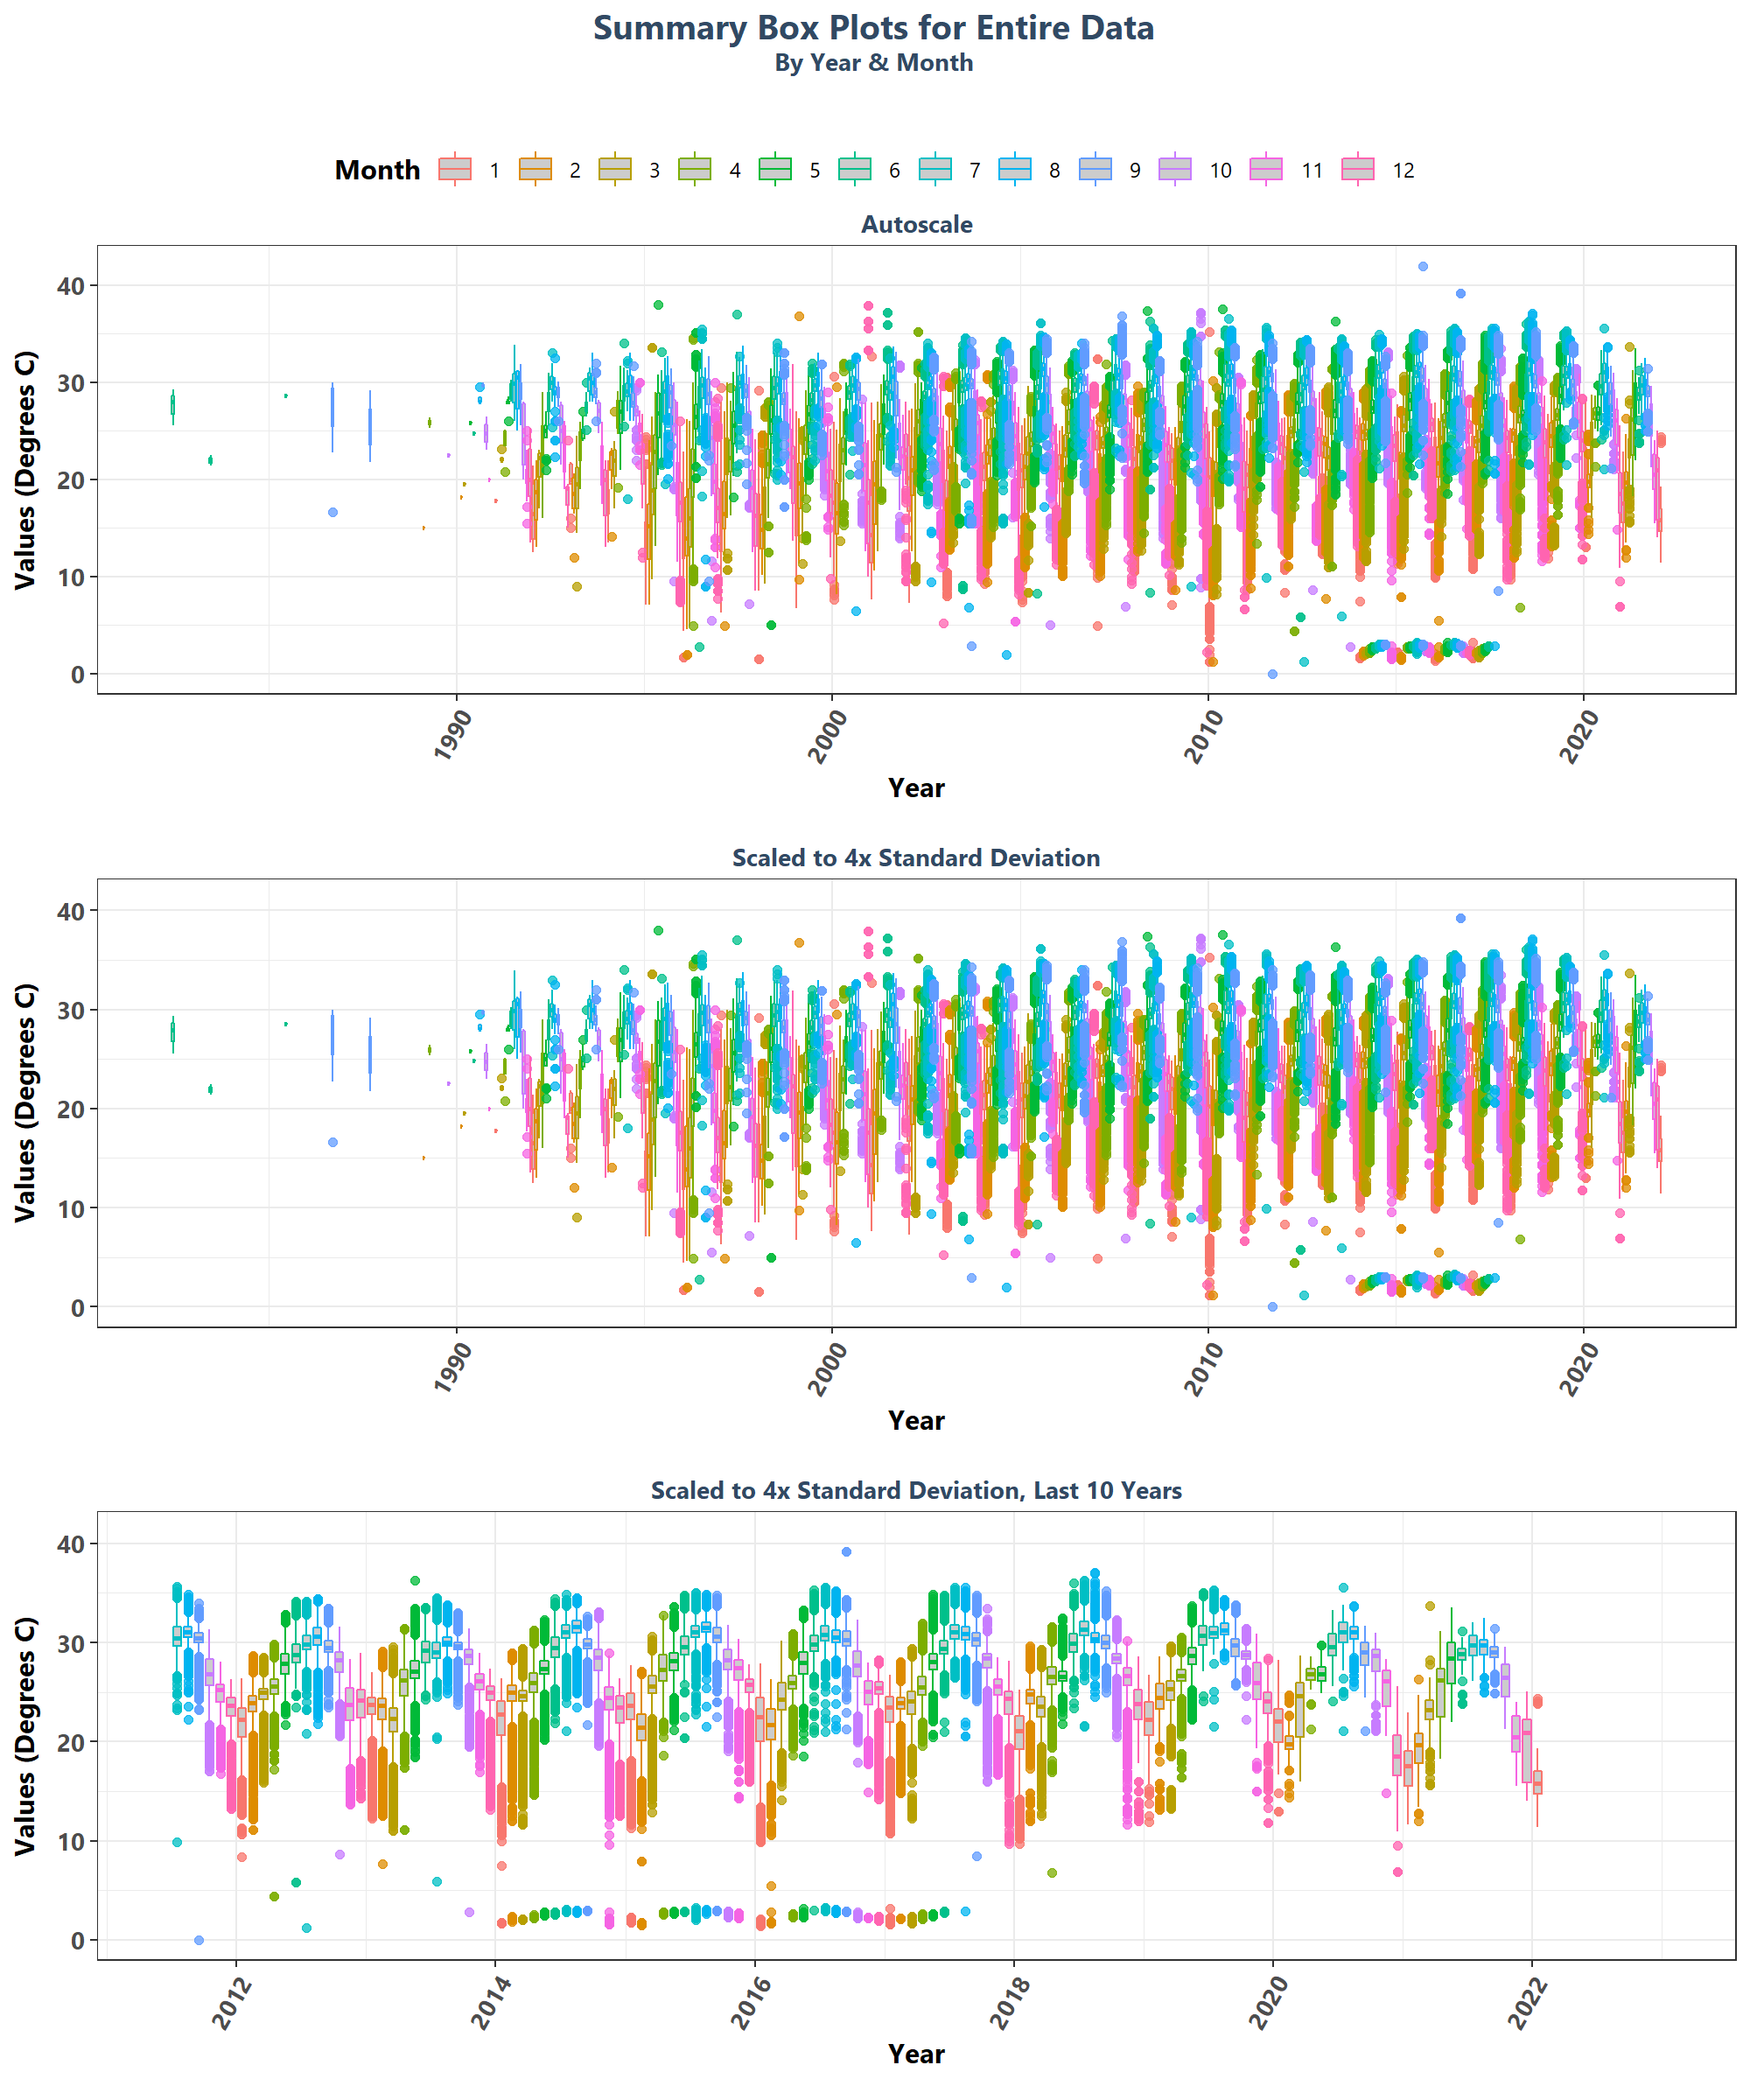 Summary Box Plots for Entire Data
By Year & Month
Month 1 2 3 4 5 6 7 8 9 10 11 12
Autoscale
Values (Degrees C)
40
30
20
10
0
1990 2000 2010 2020
Year
Scaled to 4x Standard Deviation
Values (Degrees C)
40
30
20
10
0
1990 2000 2010 2020
Year
Scaled to 4x Standard Deviation, Last 10 Years
Values (Degrees C)
40
30
20
10
0
2012 2014 2016 2018 2020 2022
Year